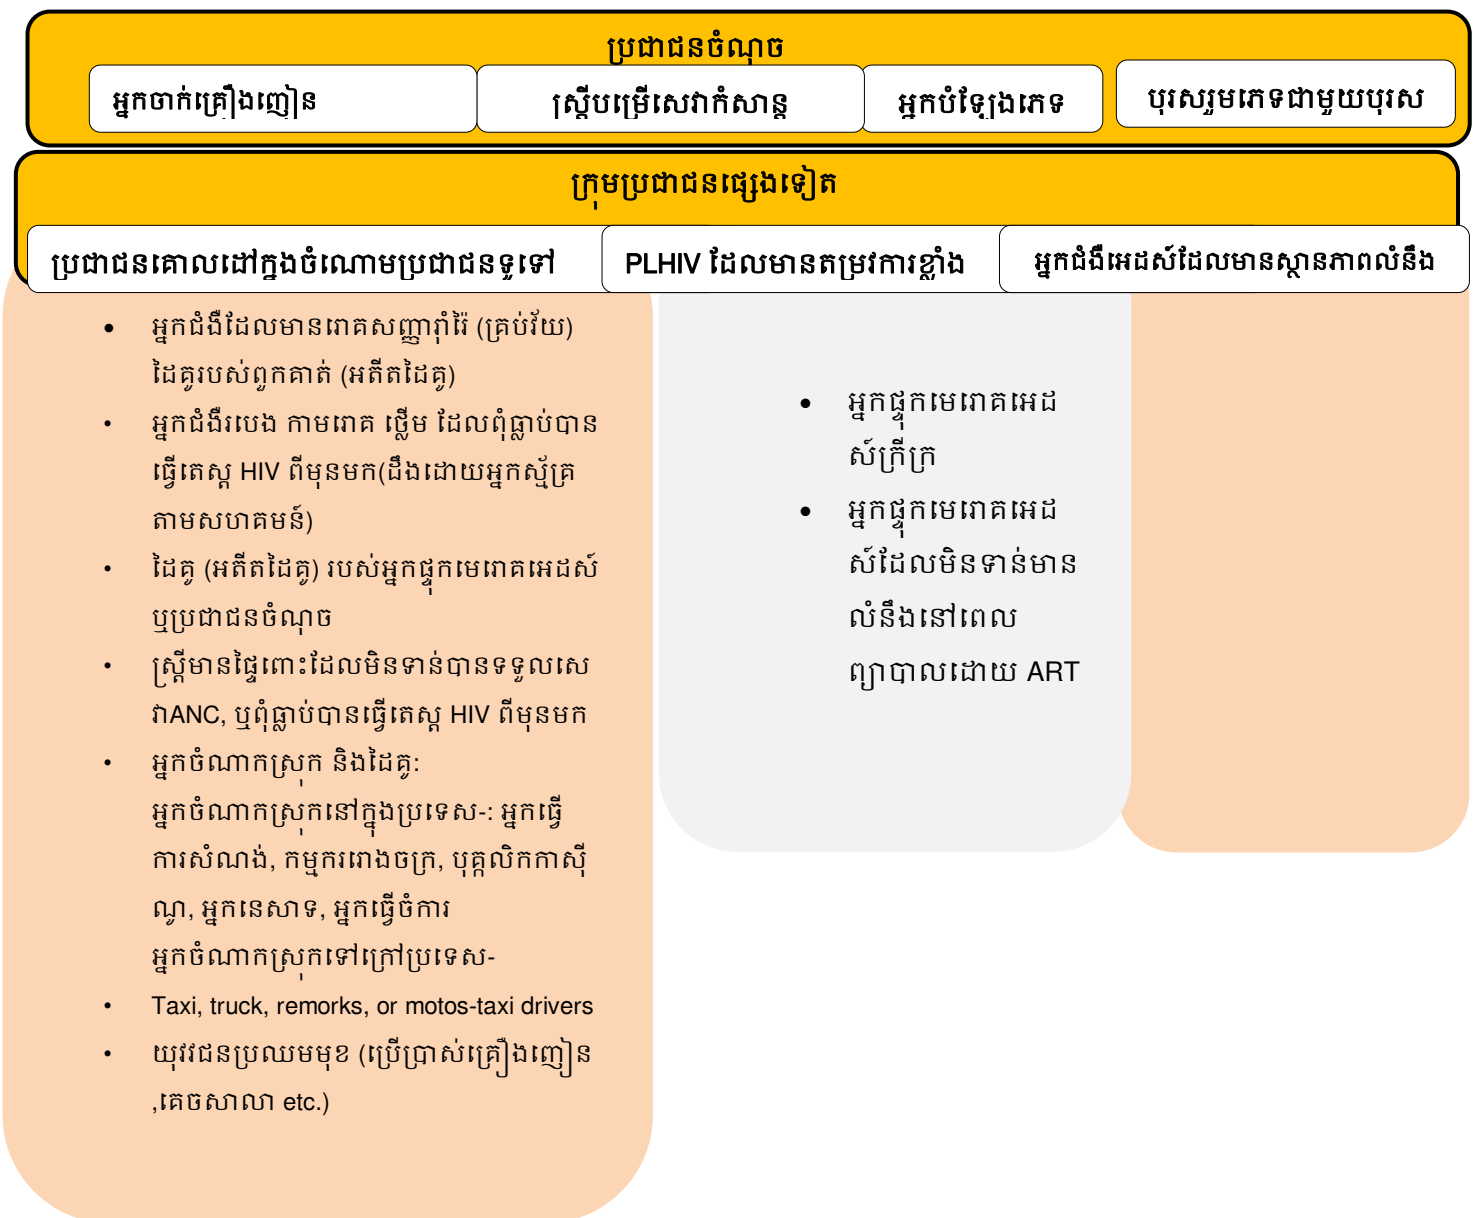 ប្រជាជនចំណុច
អ្នកចាក់គ្រឿងញៀន
ស្ត្រីបម្រើសេវាកំសាន្ត
អ្នកបំឡែងភេទ
បុរសរួមភេទជាមួយបុរស
ក្រុមប្រជាជនផ្សេងទៀត
ប្រជាជនគោលដៅក្នុងចំណោមប្រជាជនទូទៅ
PLHIV ដែលមានតម្រូវការខ្លាំង
អ្នកជំងឺអេដស៍ដែលមានស្ថានភាពលំនឹង
• អ្នកជំងឺដែលមានរោគសញ្ញារ៉ាំរ៉ៃ (គ្រប់វ័យ)
ដៃគូរបស់ពួកគាត់ (អតីតដៃគូ)
• អ្នកជំងឺរបេង កាមរោគ ថ្លើម ដែលពុំធ្លាប់បាន
ធ្វើតេស្ត HIV ពីមុនមក(ដឹងដោយអ្នកស្ម័គ្រ
តាមសហគមន៍)
• ដៃគូ (អតីតដៃគូ) របស់អ្នកផ្ទុកមេរោគអេដស៍
ឬប្រជាជនចំណុច
• ស្ត្រីមានផ្ទៃពោះដែលមិនទាន់បានទទួលសេ
វាANC, ឬពុំធ្លាប់បានធ្វើតេស្ត HIV ពីមុនមក
• អ្នកចំណាកស្រុក និងដៃគូ:
អ្នកចំណាកស្រុកនៅក្នុងប្រទេស-: អ្នកធ្វើ
ការសំណង់, កម្មកររោងចក្រ, បុគ្គលិកកាស៊ី
ណូ, អ្នកនេសាទ, អ្នកធ្វើចំការ
អ្នកចំណាកស្រុកទៅក្រៅប្រទេស-
• Taxi, truck, remorks, or motos-taxi drivers
• យុវវជនប្រឈមមុខ (ប្រើប្រាស់គ្រឿងញៀន
,គេចសាលា etc.)
• អ្នកផ្ទុកមេរោគអេដ
ស៍ក្រីក្រ
• អ្នកផ្ទុកមេរោគអេដ
ស៍ដែលមិនទាន់មាន
លំនឹងនៅពេល
ព្យាបាលដោយ ART